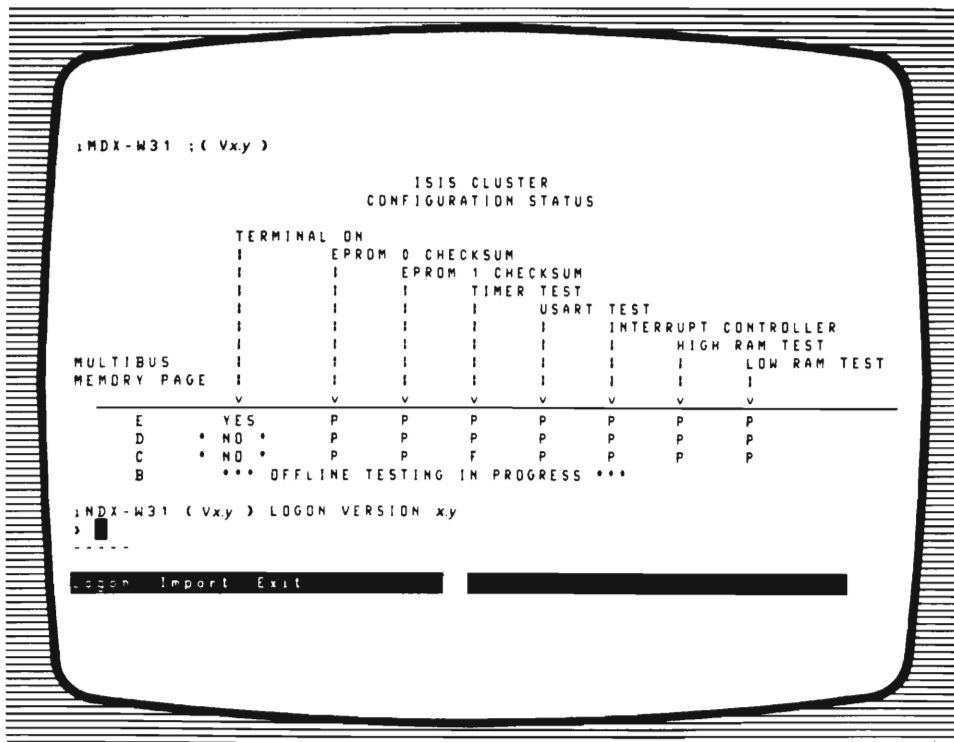 iMDX-W31 ;( Vx.y )
ISIS CLUSTER
CONFIGURATION STATUS
TERMINAL ON
EPROM 0 CHECKSUM
EPROM 1 CHECKSUM
TIMER TEST
USART TEST
INTERRUPT CONTROLLER
HIGH RAM TEST
MULTIBUS LOW RAM TEST
MEMORY PAGE
E YES P P P P P P P
D * NO * P P P P P P P
C * NO * P P F P P P P
B *** OFFLINE TESTING IN PROGRESS ***
iNDX-W31 ( Vx.y ) LOGON VERSION x.y
>
-----
Logon Import Exit